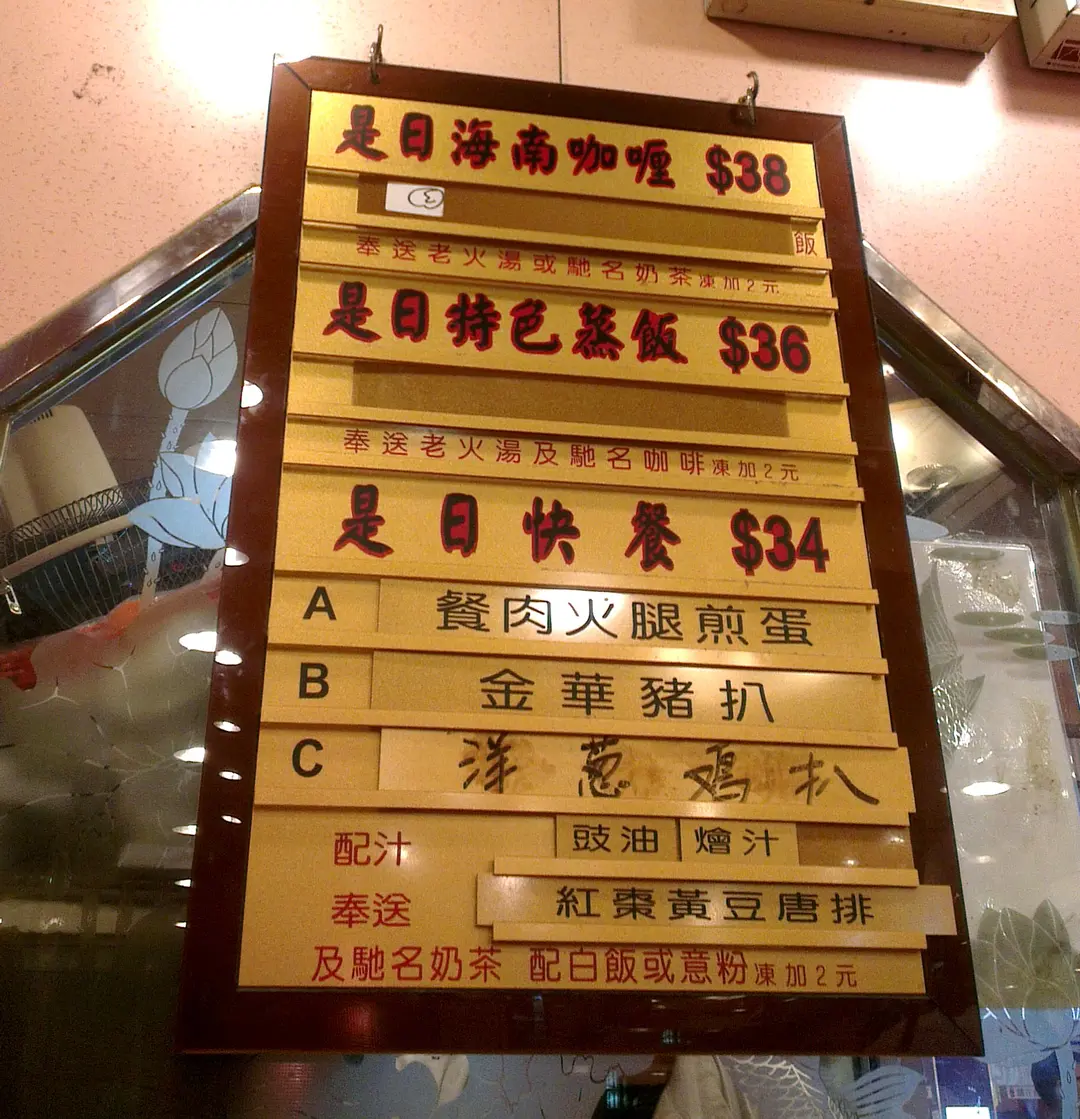 是日海南咖喱 $38
飯
奉送老火湯或馳名奶茶凍加2元
是日特色蒸飯 $36
奉送老火湯及馳名咖啡凍加2元
是日快餐 $34
A 餐肉火腿煎蛋
B 金華豬扒
C 洋葱鸡扒
配汁 豉油 燴汁
奉送 紅棗黃豆唐排
及馳名奶茶 配白飯或意粉凍加2元